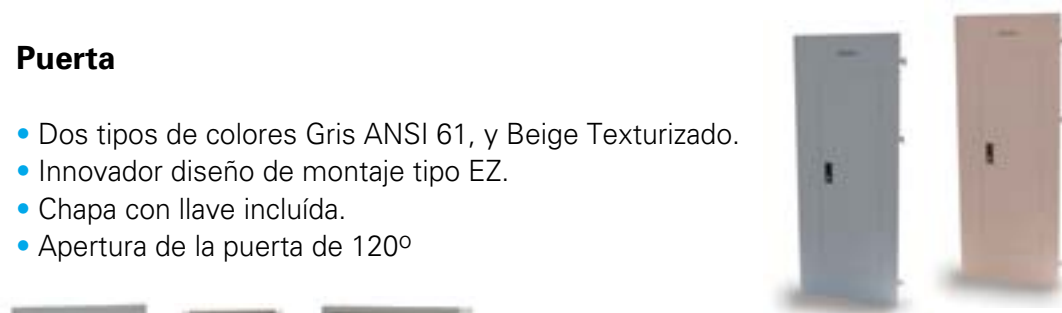 Puerta
• Dos tipos de colores Gris ANSI 61, y Beige Texturizado.
• Innovador diseño de montaje tipo EZ.
• Chapa con llave incluída.
• Apertura de la puerta de 120º